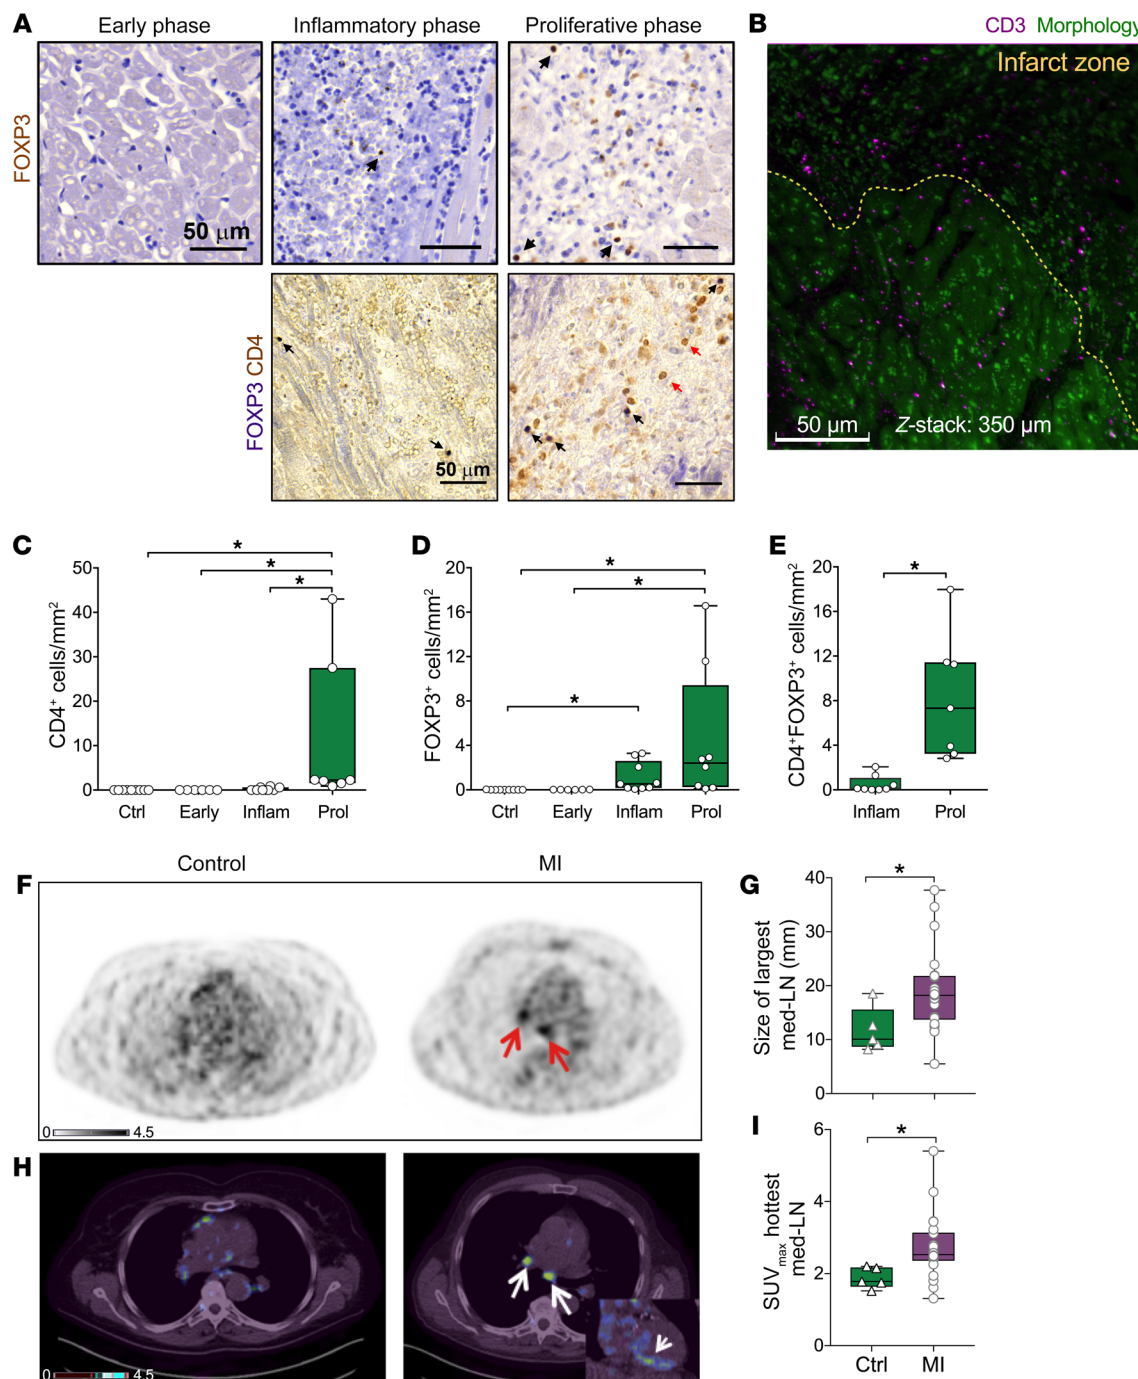 A
Early phase
Inflammatory phase
Proliferative phase
FOXP3
50 µm
FOXP3 CD4
50 µm
B
CD3 Morphology
Infarct zone
50 µm
Z-stack: 350 µm
C
CD4+ cells/mm2
50
40
30
20
10
0
* * *
Ctrl Early Inflam Prol
D
FOXP3+ cells/mm2
20
16
12
8
4
0
* * *
Ctrl Early Inflam Prol
E
CD4+FOXP3+ cells/mm2
20
16
12
8
4
0
*
Inflam Prol
Control
MI
F
0 4.5
G
Size of largest
med-LN (mm)
40
30
20
10
0
*
H
0 4.5
I
SUVmax hottest
med-LN
6
4
2
0
*
Ctrl MI